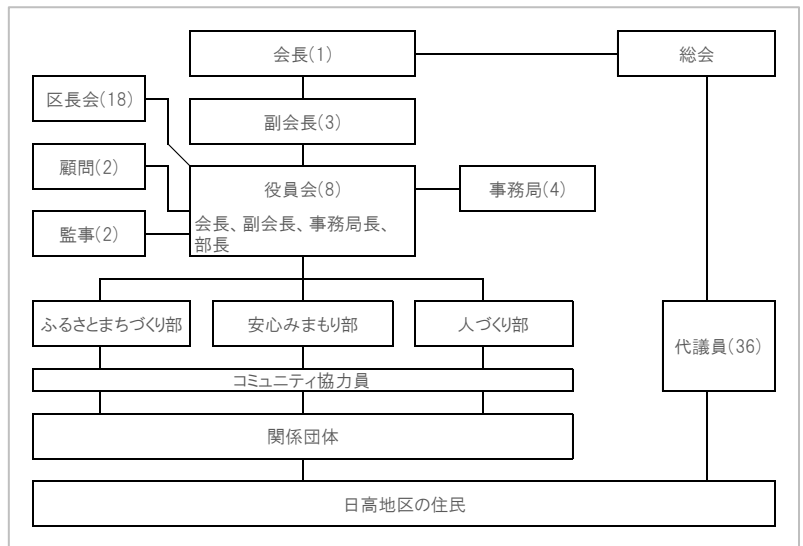 会長(1)
総会
区長会(18)
副会長(3)
顧問(2)
役員会(8)
事務局(4)
会長、副会長、事務局長、
部長
監事(2)
ふるさとまちづくり部
安心みまもり部
人づくり部
代議員(36)
コミュニティ協力員
関係団体
日高地区の住民